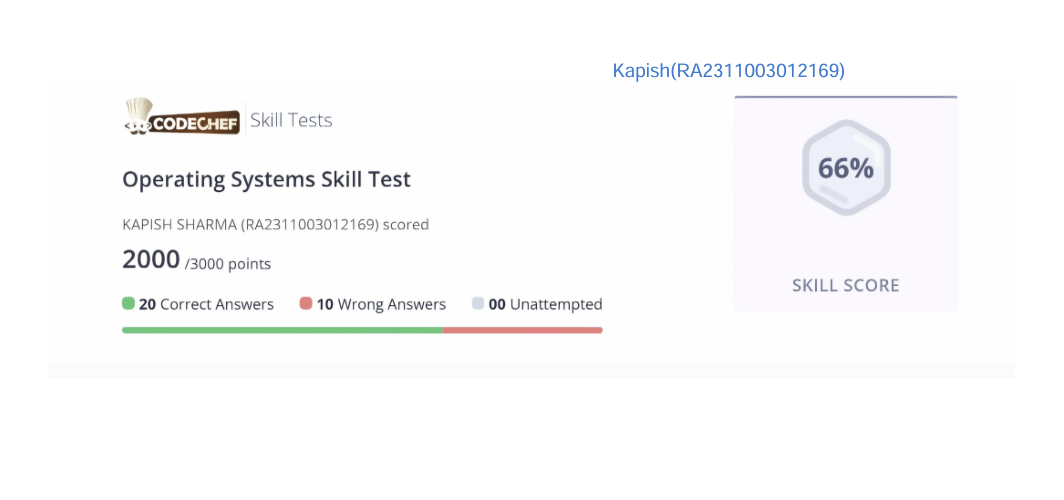 Kapish(RA2311003012169)
CODECHEF Skill Tests
Operating Systems Skill Test
KAPISH SHARMA (RA2311003012169) scored
2000 /3000 points
20 Correct Answers 10 Wrong Answers 00 Unattempted
66%
SKILL SCORE